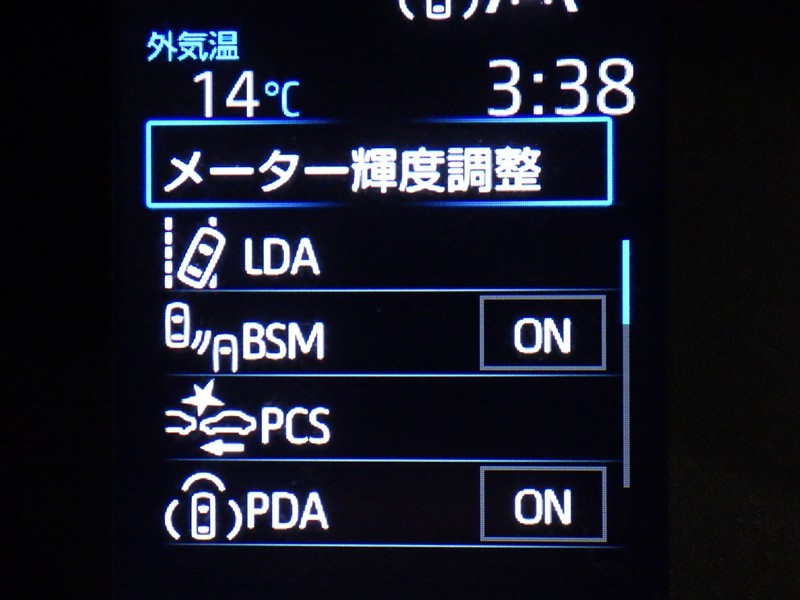 外気温
14℃ 3:38
メーター輝度調整
LDA
BSM ON
PCS
PDA ON